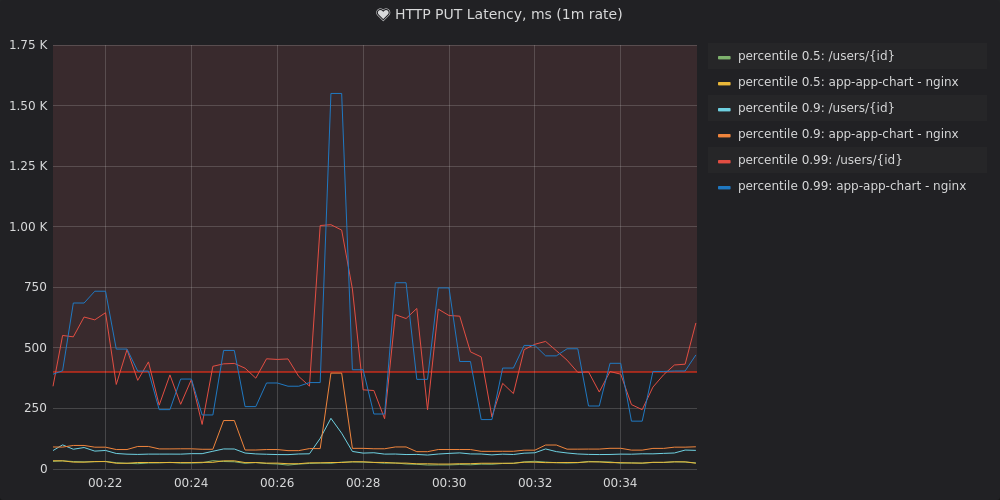 HTTP PUT Latency, ms (1m rate)
1.75 K
1.50 K
1.25 K
1.00 K
750
500
250
0
00:22
00:24
00:26
00:28
00:30
00:32
00:34
percentile 0.5: /users/{id}
percentile 0.5: app-app-chart - nginx
percentile 0.9: /users/{id}
percentile 0.9: app-app-chart - nginx
percentile 0.99: /users/{id}
percentile 0.99: app-app-chart - nginx